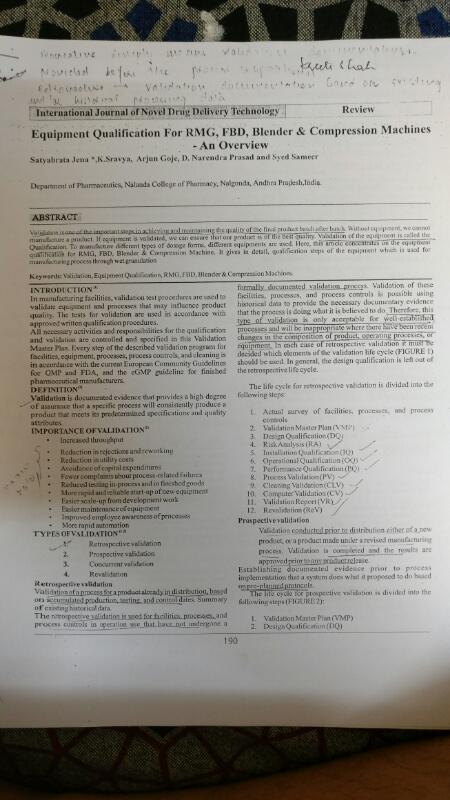 prospective
provided before the process
Retrospective → validation documentation based on existing
International Journal of Novel Drug Delivery Technology
Review
Equipment Qualification For RMG, FBD, Blender & Compression Machines
- An Overview
Satyabrata Jena *,K.Sravya, Arjun Goje, D. Narendra Prasad and Syed Sameer
Department of Pharmaceutics, Nalanda College of Pharmacy, Nalgonda, Andhra Pradesh,India.
ABSTRACT
Validation is one of the important steps in achieving and maintaining the quality of the final product batch after batch. Without equipment, we cannot
manufacture a product. If equipment is validated, we can ensure that our product is of the best quality. Validation of the equipment is called the
Qualification. To manufacture different types of dosage forms, different equipments are used. Here, this article concentrates on the equipment
qualification for RMG, FBD, Blender & Compression Machine. It gives in detail, qualification steps of the equipment which is used for
manufacturing process through wet granulation
Keywords: Validation, Equipment Qualification, RMG, FBD, Blender & Compression Machines.
INTRODUCTION
In manufacturing facilities, validation test procedures are used to
validate equipment and processes that may influence product
quality. The tests for validation are used in accordance with
approved written qualification procedures.
All necessary activities and responsibilities for the qualification
and validation are controlled and specified in this Validation
Master Plan. Every step of the described validation program for
facilities, equipment, processes, process controls, and cleaning is
in accordance with the current European Community Guidelines
for GMP and FDA, and the cGMP guideline for finished
pharmaceutical manufacturers.
DEFINITION
Validation is documented evidence that provides a high degree
of assurance that a specific process will consistently produce a
product that meets its predetermined specifications and quality
attributes.
IMPORTANCE OF VALIDATION
• Increased throughput
• Reduction in rejections and reworking
• Reduction in utility costs
• Avoidance of capital expenditures
• Fewer complaints about process-related failures
• Reduced testing in-process and in finished goods
• More rapid and reliable start-up of new equipment
• Easier scale-up from development work
• Easier maintenance of equipment
• Improved employee awareness of processes
• More rapid automation
TYPES OF VALIDATION
1. Retrospective validation
2. Prospective validation
3. Concurrent validation
4. Revalidation
Retrospective validation
Validation of a process for a product already in distribution, based
on accumulated production, testing, and control dates. Summary
of existing historical data.
The retrospective validation is used for facilities, processes, and
process controls in operation use that have not undergone a
formally documented validation process. Validation of these
facilities, processes, and process controls is possible using
historical data to provide the necessary documentary evidence
that the process is doing what it is believed to do. Therefore, this
type of validation is only acceptable for well-established
processes and will be inappropriate where there have been recent
changes in the composition of product, operating processes, or
equipment. In each case of retrospective validation it must be
decided which elements of the validation life cycle (FIGURE 1)
should be used. In general, the design qualification is left out of
the retrospective life cycle.
The life cycle for retrospective validation is divided into the
following steps:
1. Actual survey of facilities, processes, and process
controls
2. Validation Master Plan (VMP)
3. Design Qualification (DQ)
4. Risk Analysis (RA)
5. Installation Qualification (IQ)
6. Operational Qualification (OQ)
7. Performance Qualification (PQ)
8. Process Validation (PV)
9. Cleaning Validation (CLV)
10. Computer Validation (CV)
11. Validation Report (VR)
12. Revalidation (ReV)
Prospective validation
Validation conducted prior to distribution either of a new
product, or a product made under a revised manufacturing
process. Validation is completed and the results are
approved prior to any product release.
Establishing documented evidence prior to process
implementation that a system does what it proposed to do based
on pre-planned protocols.
The life cycle for prospective validation is divided into the
following steps (FIGURE 2):
1. Validation Master Plan (VMP)
2. Design Qualification (DQ)
190